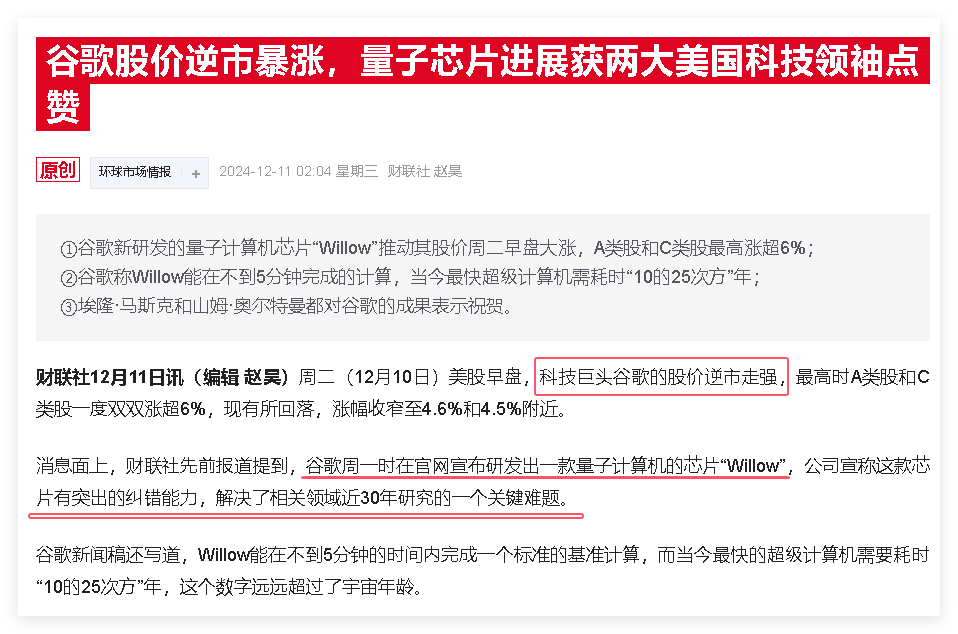 谷歌股价逆市暴涨，量子芯片进展获两大美国科技领袖点
赞
原创 环球市场情报 + 2024-12-11 02:04 星期三 财联社 赵昊
①谷歌新研发的量子计算机芯片“Willow”推动其股价周二早盘大涨，A类股和C类股最高涨超6%；
②谷歌称Willow能在不到5分钟完成的计算，当今最快超级计算机需耗时“10的25次方”年；
③埃隆·马斯克和山姆·奥尔特曼都对谷歌的成果表示祝贺。
财联社12月11日讯（编辑 赵昊）周二（12月10日）美股早盘，科技巨头谷歌的股价逆市走强，最高时A类股和C
类股一度双双涨超6%，现有所回落，涨幅收窄至4.6%和4.5%附近。
消息面上，财联社先前报道提到，谷歌周一时在官网宣布研发出一款量子计算机的芯片“Willow”，公司宣称这款芯
片有突出的纠错能力，解决了相关领域近30年研究的一个关键难题。
谷歌新闻稿还写道，Willow能在不到5分钟的时间内完成一个标准的基准计算，而当今最快的超级计算机需要耗时
“10的25次方”年，这个数字远远超过了宇宙年龄。